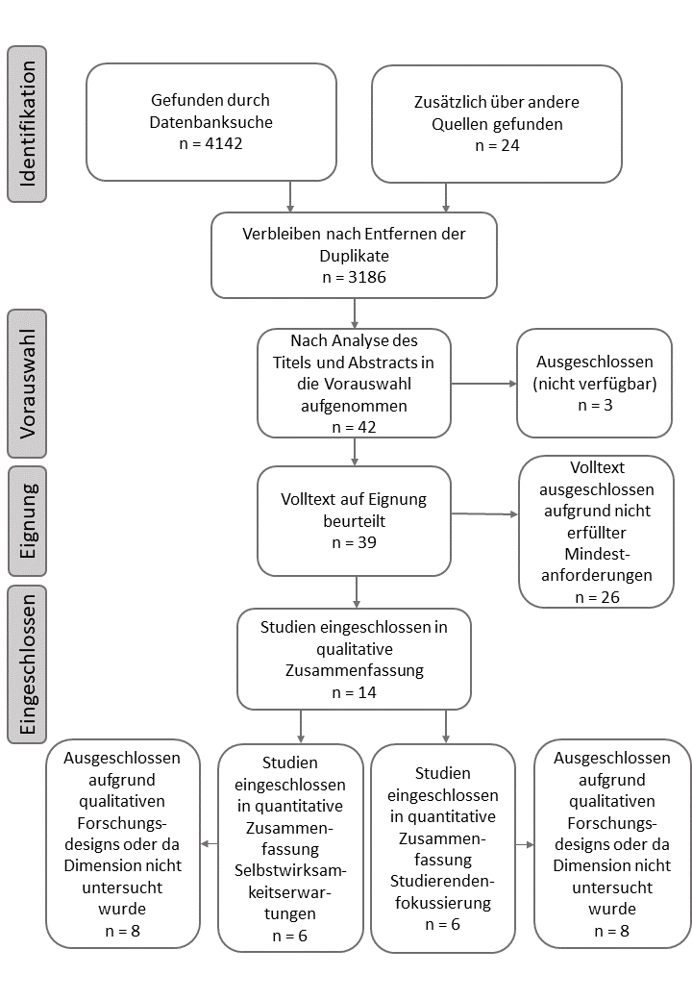 Identifikation
Gefunden durch
Datenbanksuche
n = 4142
Zusätzlich über andere
Quellen gefunden
n = 24
Verbleiben nach Entfernen der
Duplikate
n = 3186
Vorauswahl
Nach Analyse des
Titels und Abstracts in
die Vorauswahl
aufgenommen
n = 42
Ausgeschlossen
(nicht verfügbar)
n = 3
Eignung
Volltext auf Eignung
beurteilt
n = 39
Volltext
ausgeschlossen
aufgrund nicht
erfüllter
Mindest-
anforderungen
n = 26
Eingeschlossen
Studien eingeschlossen in
qualitative
Zusammenfassung
n = 14
Ausgeschlossen
aufgrund
qualitativen
Forschungs-
designs oder da
Dimension nicht
untersucht
wurde
n = 8
Studien
eingeschlossen
in quantitative
Zusammen-
fassung
Selbstwirksam-
keitserwar-
tungen
n = 6
Studien
eingeschlossen
in quantitative
Zusammen-
fassung
Studierenden-
fokussierung
n = 6
Ausgeschlossen
aufgrund
qualitativen
Forschungs-
designs oder da
Dimension nicht
untersucht
wurde
n = 8